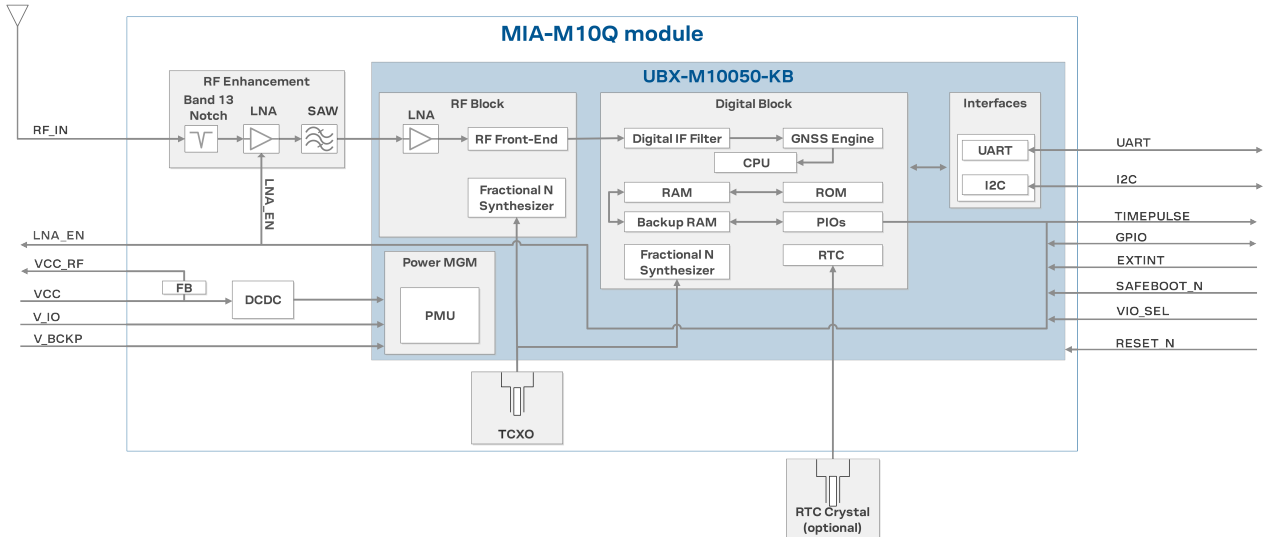 MIA-M10Q module
UBX-M10050-KB
RF Enhancement
Band 13
Notch
LNA
SAW
RF_IN
LNA_EN
RF Block
LNA
RF Front-End
Fractional N
Synthesizer
Digital Block
Digital IF Filter
GNSS Engine
CPU
RAM
ROM
Backup RAM
PIOs
Fractional N
Synthesizer
RTC
Interfaces
UART
I2C
UART
I2C
TIMEPULSE
GPIO
EXTINT
SAFEBOOT_N
VIO_SEL
RESET_N
LNA_EN
VCC_RF
FB
VCC
DCDC
V_IO
V_BCKP
Power MGM
PMU
TCXO
RTC Crystal
(optional)